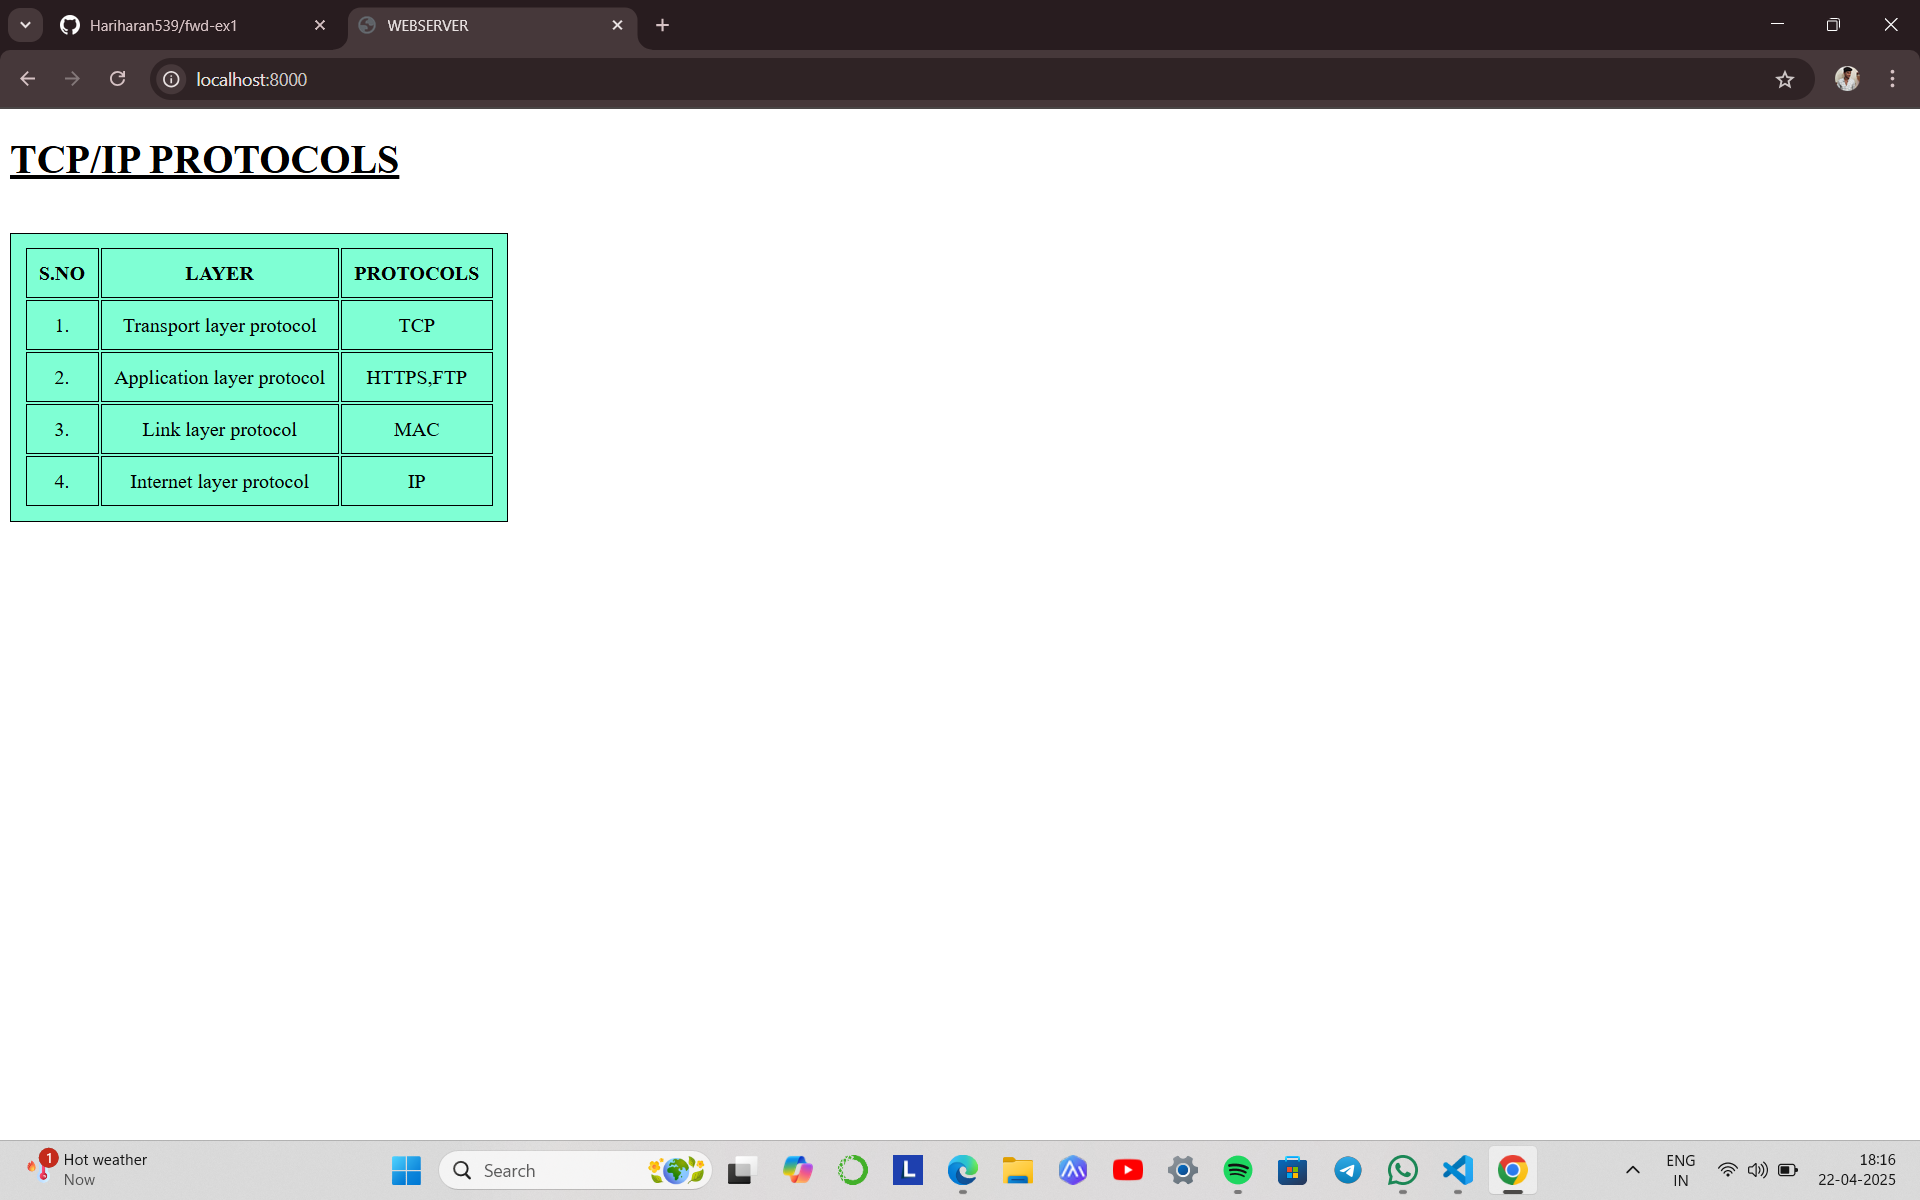 Hariharan539/fwd-ex1
WEBSERVER
localhost:8000
TCP/IP PROTOCOLS
S.NO LAYER PROTOCOLS
1. Transport layer protocol TCP
2. Application layer protocol HTTPS,FTP
3. Link layer protocol MAC
4. Internet layer protocol IP
1
Hot weather
Now
Search
L
ENG
IN
18:16
22-04-2025